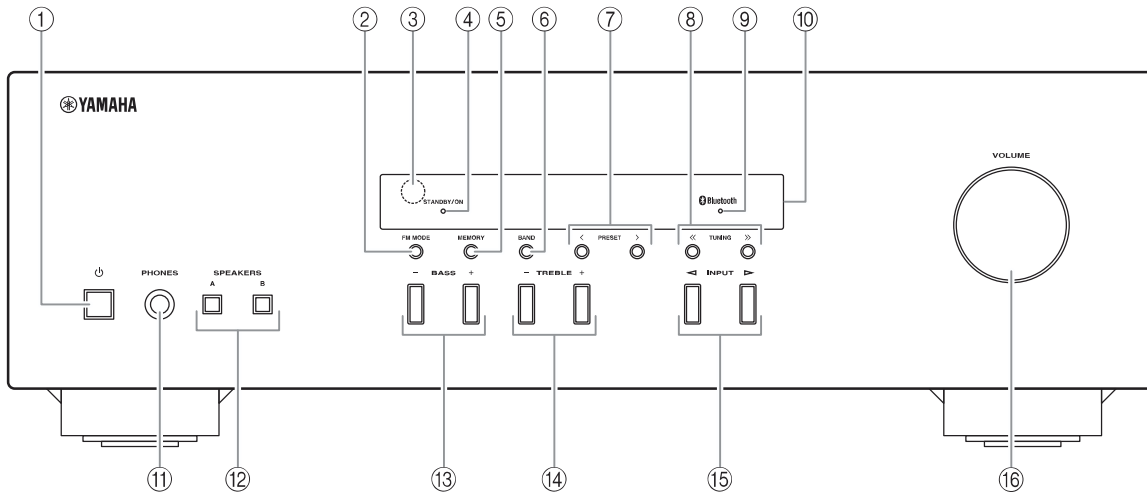 ② ③ ④ ⑤ ⑥ ⑦ ⑧ ⑨ ⑩
①
YAMAHA
VOLUME
STANDBY/ON
Bluetooth
FM MODE MEMORY BAND < PRESET > << TUNING >>
PHONES SPEAKERS - BASS + - TREBLE + ◁ INPUT ▷
A B
⑪ ⑫ ⑬ ⑭ ⑮ ⑯